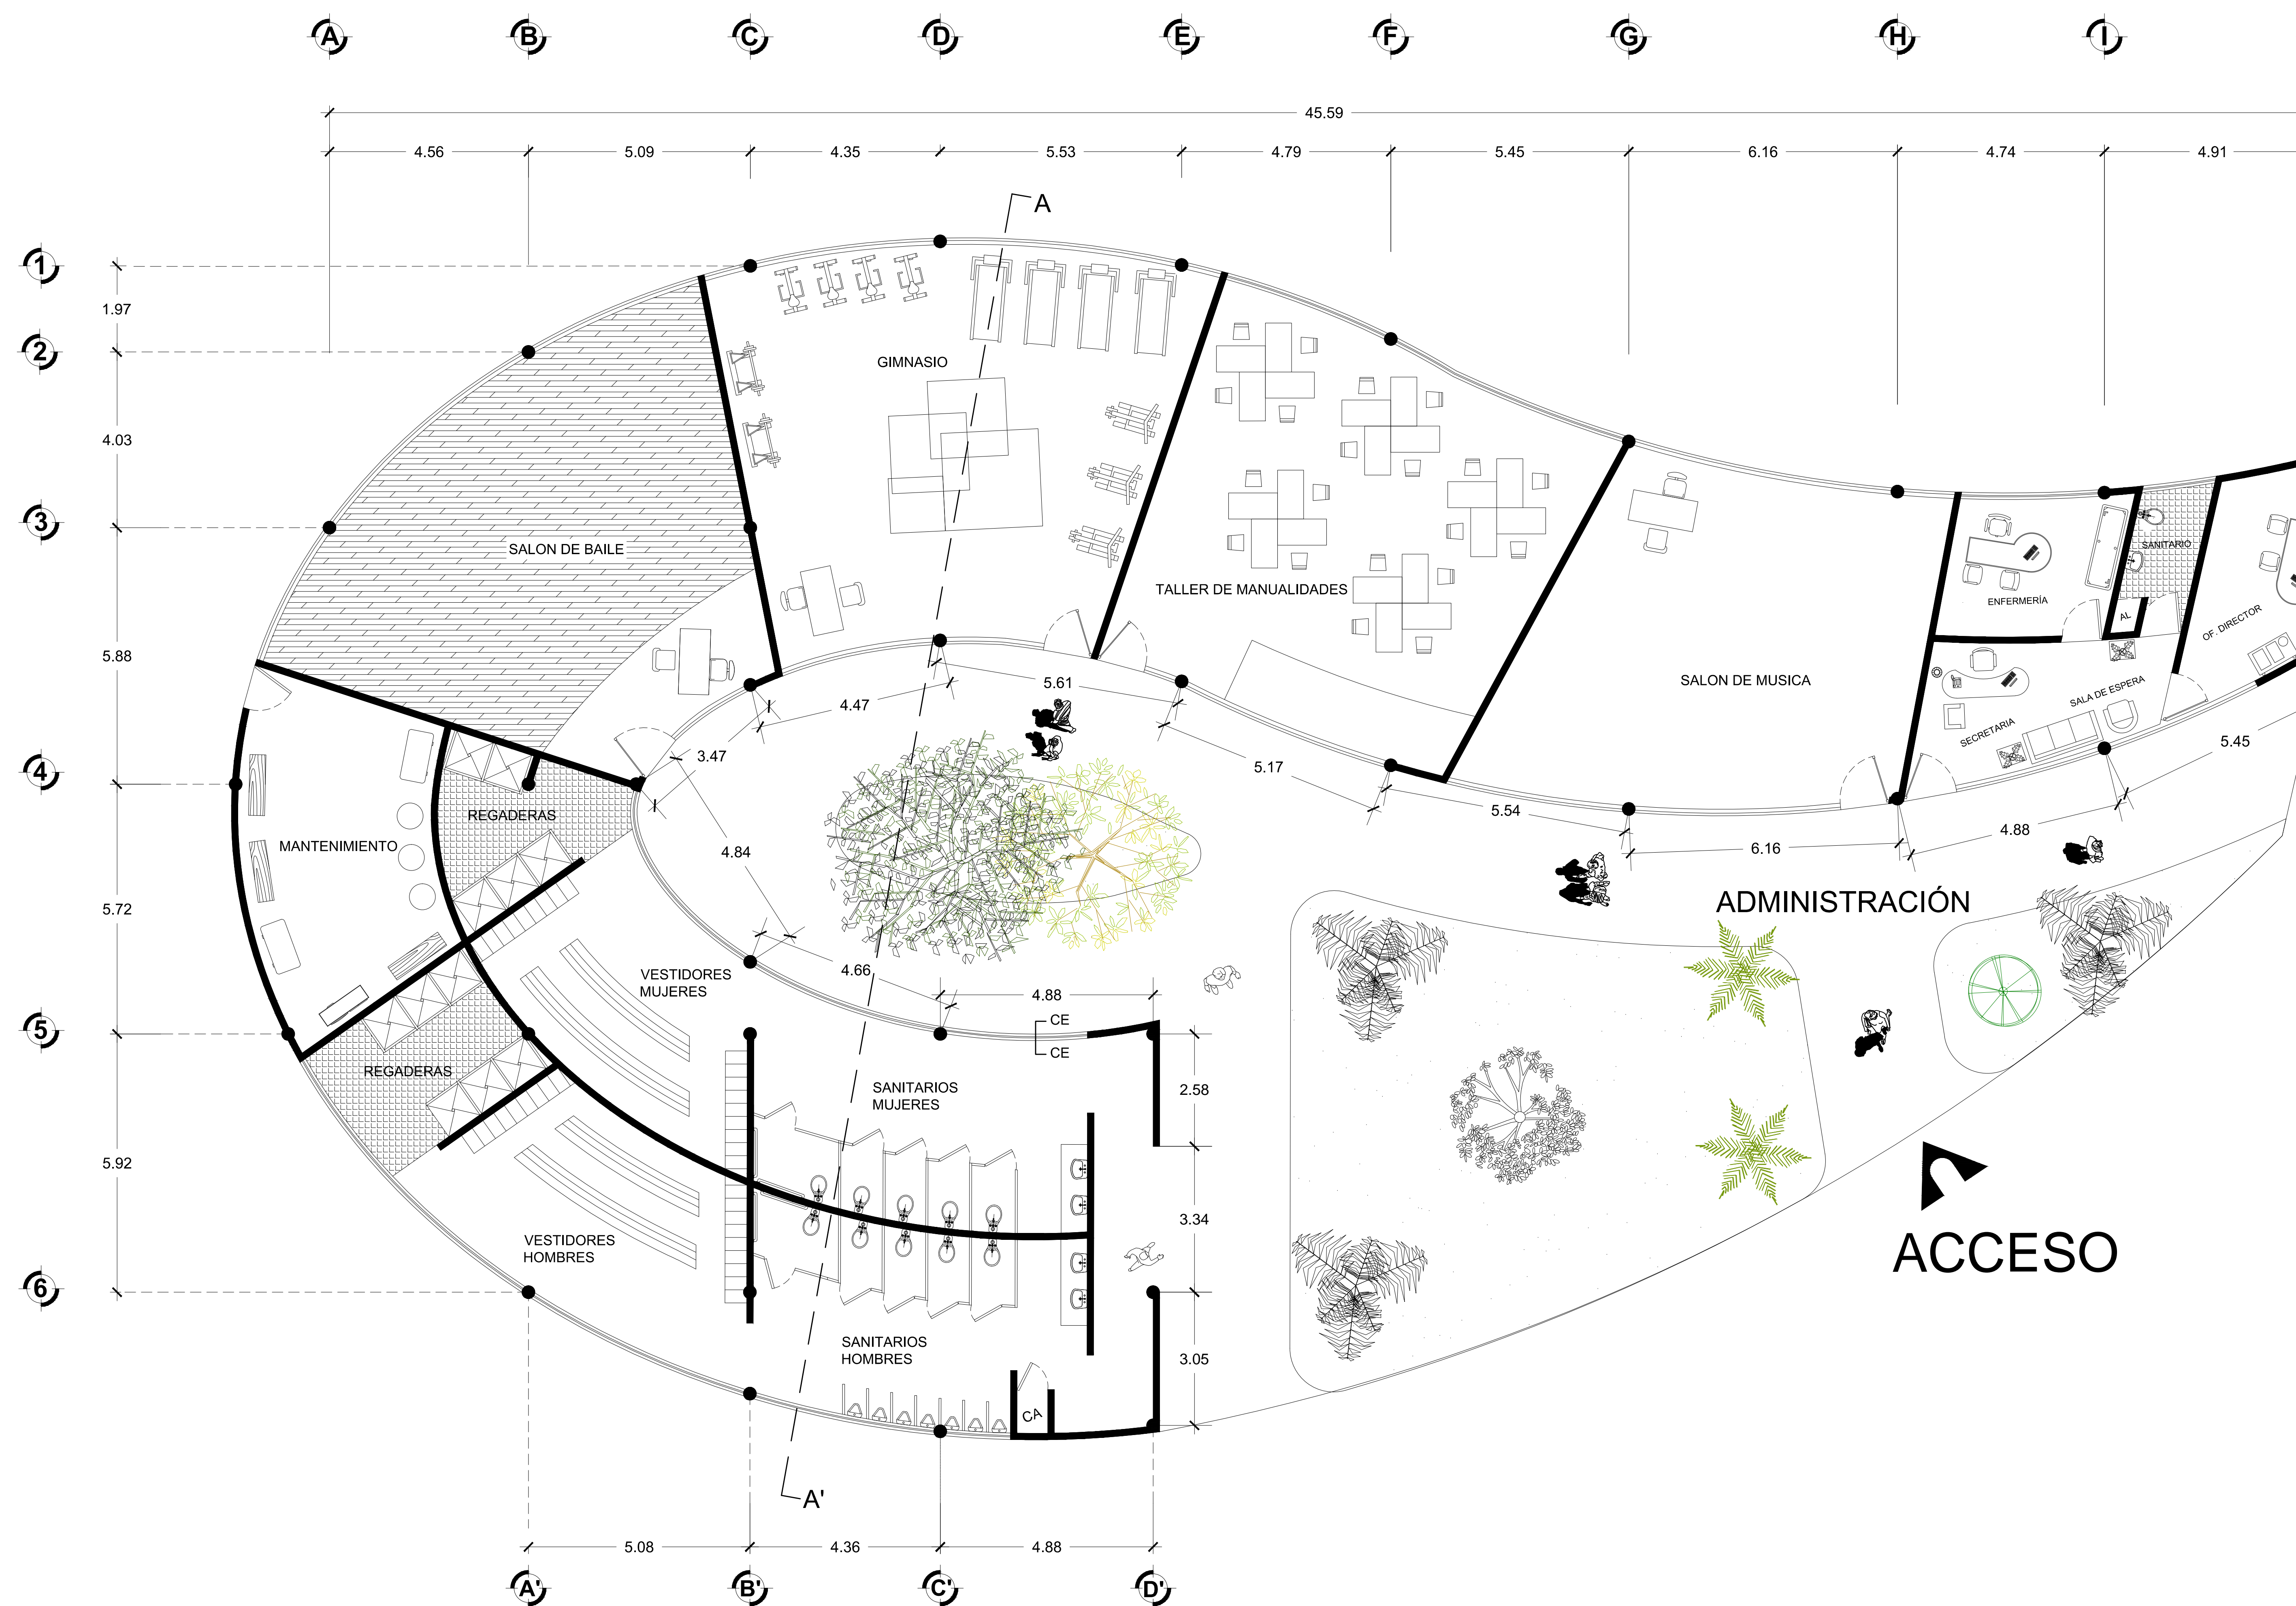 A B C D E F G H I
45.59
4.56 5.09 4.35 5.53 4.79 5.45 6.16 4.74 4.91
A
1
1.97
2
4.03
3
5.88
4
5.72
5
5.92
6
GIMNASIO
SALON DE BAILE
TALLER DE MANUALIDADES
SALON DE MUSICA
ENFERMERÍA
SANITARIO
AL
OF. DIRECTOR
SALA DE ESPERA
SECRETARIA
4.47
5.61
3.47
5.17
5.54
6.16
4.88
5.45
4.84
4.66
4.88
REGADERAS
MANTENIMIENTO
VESTIDORES
MUJERES
ADMINISTRACIÓN
CE
CE
REGADERAS
SANITARIOS
MUJERES
2.58
3.34
3.05
VESTIDORES
HOMBRES
SANITARIOS
HOMBRES
CA
ACCESO
A'
5.08 4.36 4.88
A' B' C' D'